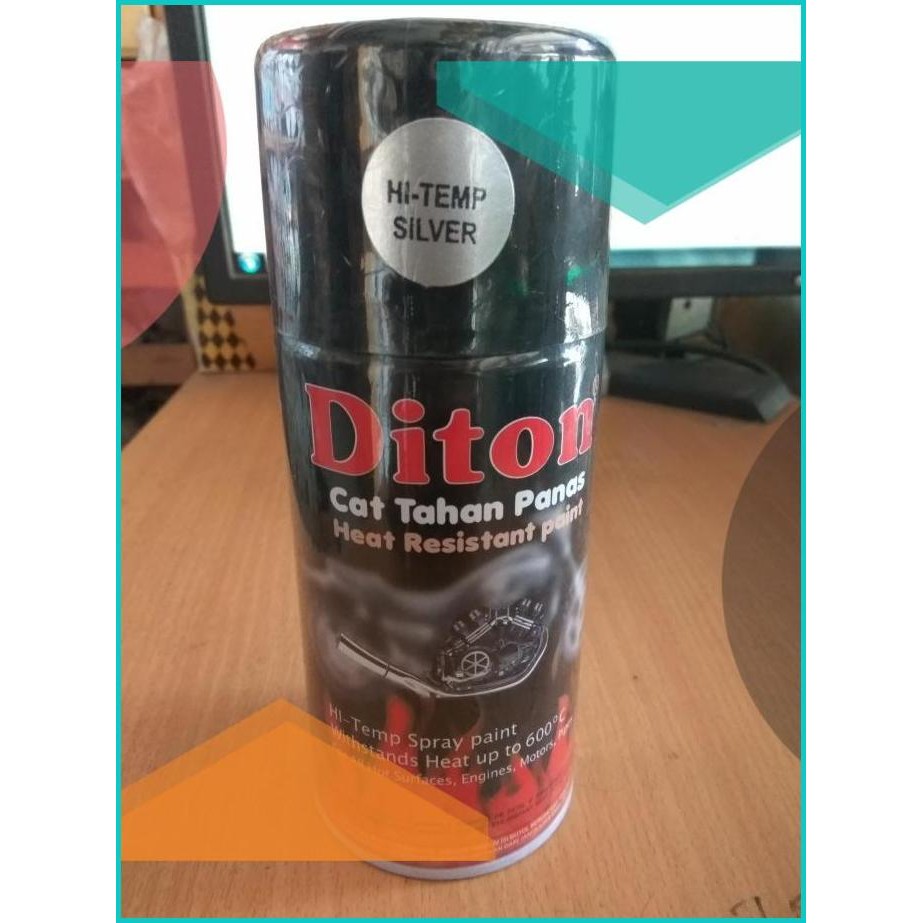 HI-TEMP
SILVER
Diton
Cat Tahan Panas
Heat Resistant paint
HI-Temp Spray paint
Withstands Heat up to 600°C
Surfaces, Engines, Motors,